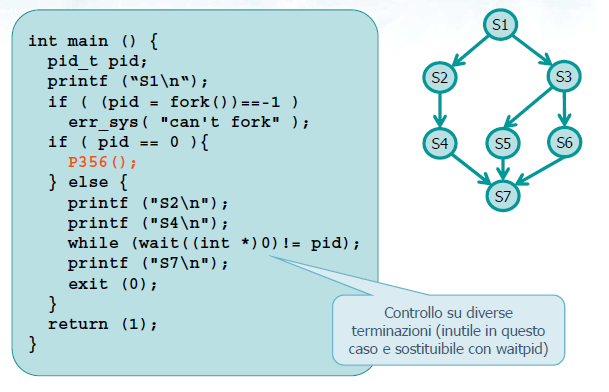 int main () {
pid_t pid;
printf (“S1\n“);
if ( (pid = fork())==-1 )
err_sys( "can't fork" );
if ( pid == 0 ){
P356();
} else {
printf ("S2\n");
printf ("S4\n");
while (wait((int *)0)!= pid);
printf ("S7\n");
exit (0);
}
return (1);
}
S1
S2
S3
S4
S5
S6
S7
Controllo su diverse
terminazioni (inutile in questo
caso e sostituibile con waitpid)